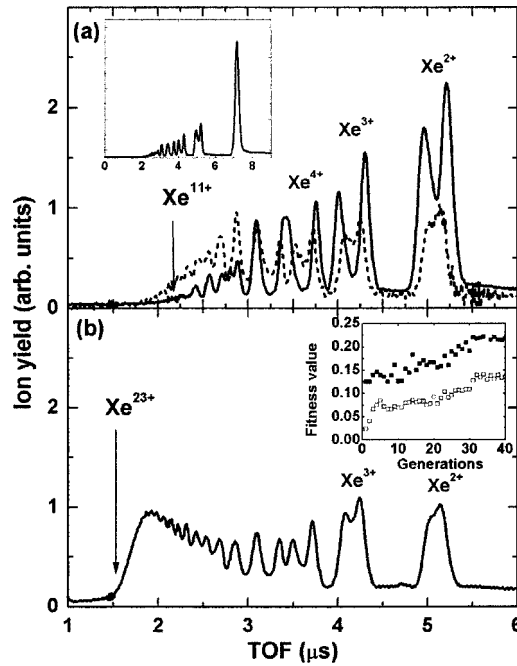 (a)
2
1
0
0 2 4 6 8
Xe11+
Xe4+
Xe3+
Xe2+
Ion yield (arb. units)
(b)
2
1
0
Xe23+
Xe3+
Xe2+
0.25
0.20
0.15
0.10
0.05
0.00
Fitness value
0 10 20 30 40
Generations
1 2 3 4 5 6
TOF (μs)